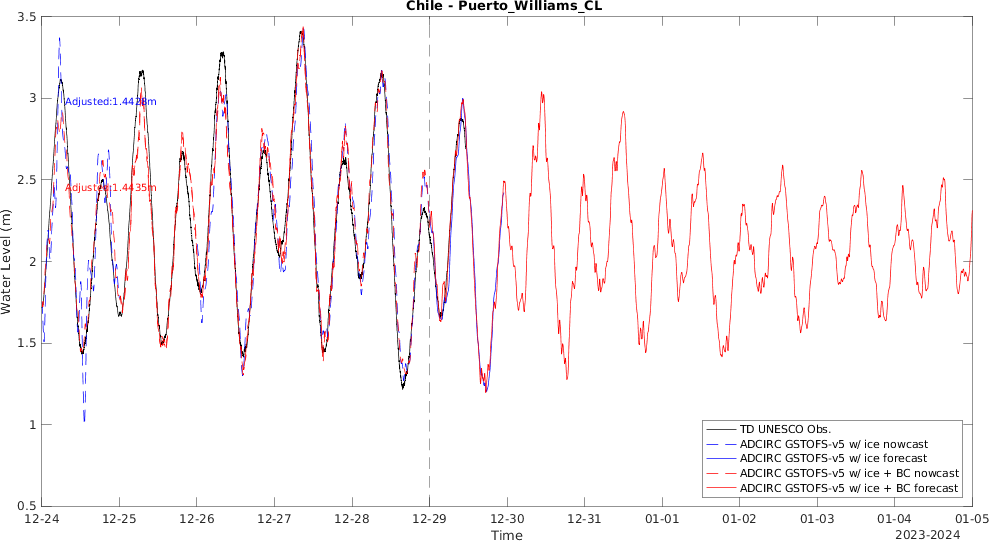 Chile - Puerto_Williams_CL
3.5
3
2.5
2
1.5
1
0.5
Water Level (m)
Adjusted:1.4428m
Adjusted:1.4435m
TD UNESCO Obs.
ADCIRC GSTOFS-v5 w/ ice nowcast
ADCIRC GSTOFS-v5 w/ ice forecast
ADCIRC GSTOFS-v5 w/ ice + BC nowcast
ADCIRC GSTOFS-v5 w/ ice + BC forecast
12-24 12-25 12-26 12-27 12-28 12-29 12-30 12-31 01-01 01-02 01-03 01-04 01-05
Time
2023-2024